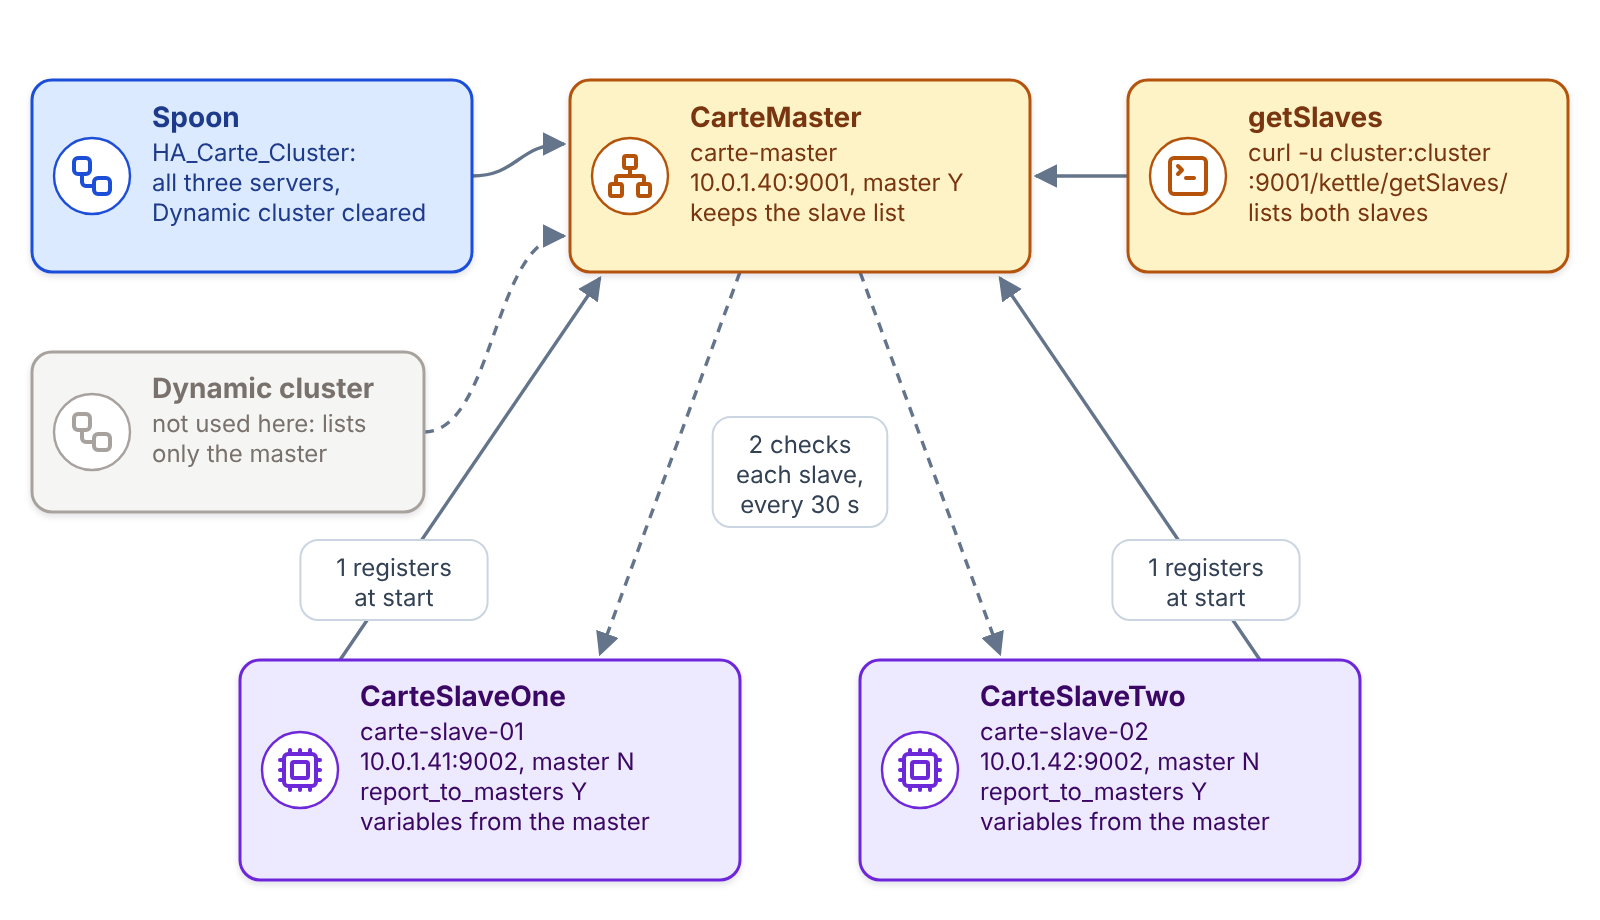 Spoon
HA_Carte_Cluster:
all three servers,
Dynamic cluster cleared
CarteMaster
carte-master
10.0.1.40:9001, master Y
keeps the slave list
getSlaves
curl -u cluster:cluster
:9001/kettle/getSlaves/
lists both slaves
Dynamic cluster
not used here: lists
only the master
2 checks
each slave,
every 30 s
1 registers
at start
1 registers
at start
CarteSlaveOne
carte-slave-01
10.0.1.41:9002, master N
report_to_masters Y
variables from the master
CarteSlaveTwo
carte-slave-02
10.0.1.42:9002, master N
report_to_masters Y
variables from the master